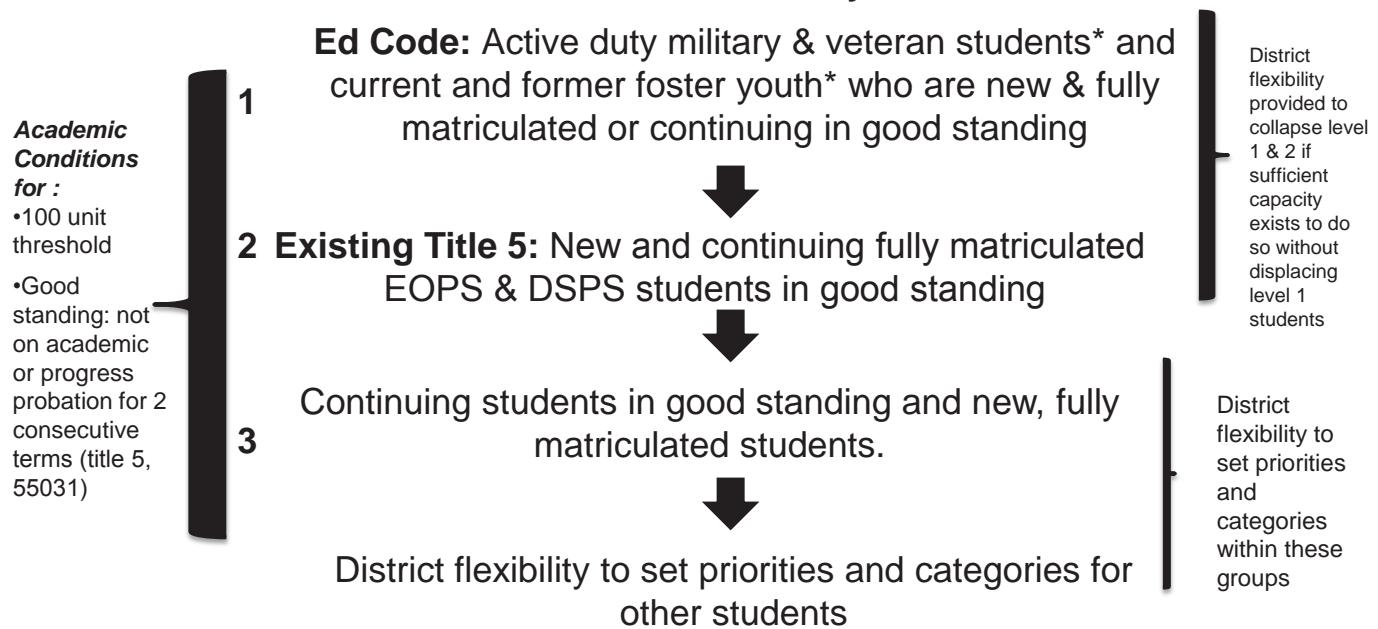 Ed Code: Active duty military & veteran students* and
current and former foster youth* who are new & fully
matriculated or continuing in good standing
1
Academic
Conditions
for :
•100 unit
threshold
•Good
standing: not
on academic
or progress
probation for 2
consecutive
terms (title 5,
55031)
District
flexibility
provided to
collapse level
1 & 2 if
sufficient
capacity
exists to do
so without
displacing
level 1
students
2 Existing Title 5: New and continuing fully matriculated
EOPS & DSPS students in good standing
3
Continuing students in good standing and new, fully
matriculated students.
District
flexibility to
set priorities
and
categories
within these
groups
District flexibility to set priorities and categories for
other students